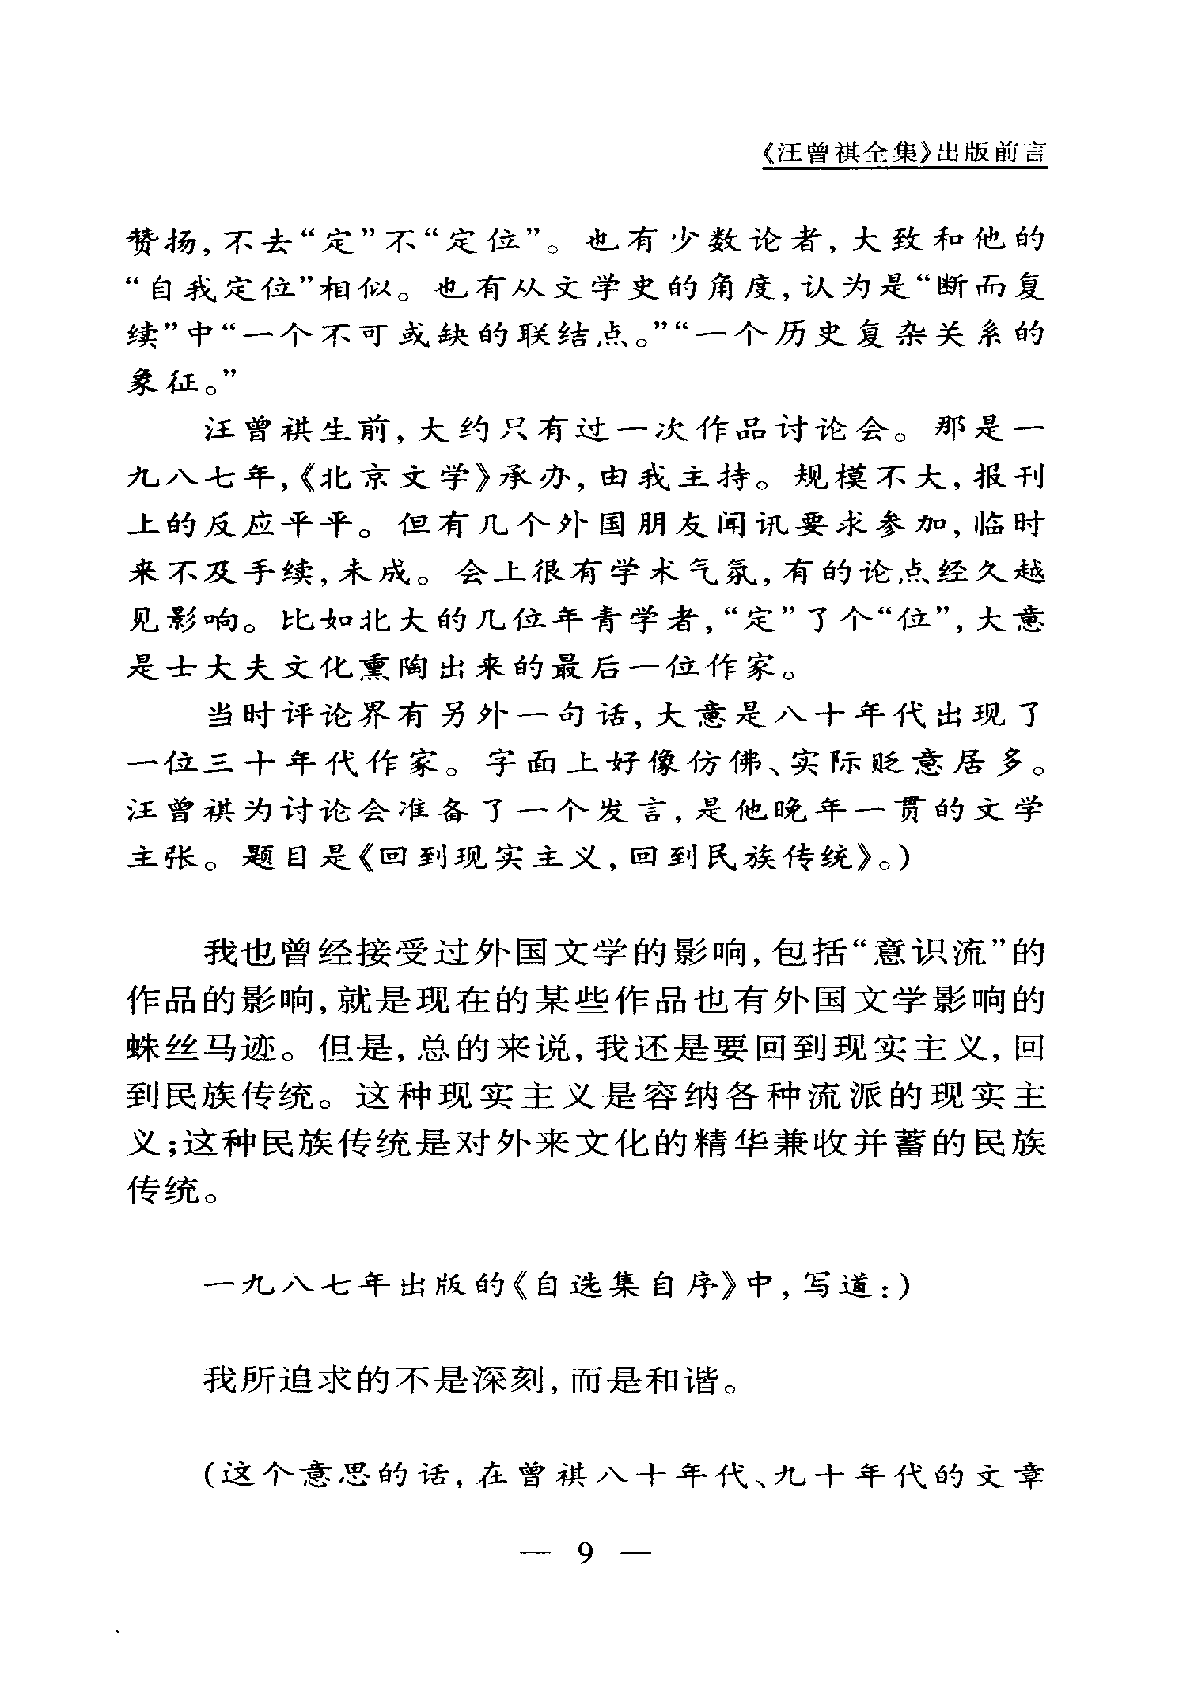 《汪曾祺全集》出版前言
赞扬，不去“定”不“定位”。也有少数论者，大致和他的
“自我定位”相似。也有从文学史的角度，认为是“断而复
续”中“一个不可或缺的联结点。”“一个历史复杂关系的
象征。”
汪曾祺生前，大约只有过一次作品讨论会。那是一
九八七年，《北京文学》承办，由我主持。规模不大，报刊
上的反应平平。但有几个外国朋友闻讯要求参加，临时
来不及手续，未成。会上很有学术气氛，有的论点经久越
见影响。比如北大的几位年青学者，“定”了个“位”，大意
是士大夫文化熏陶出来的最后一位作家。
当时评论界有另外一句话，大意是八十年代出现了
一位三十年代作家。字面上好像仿佛、实际贬意居多。
汪曾祺为讨论会准备了一个发言，是他晚年一贯的文学
主张。题目是《回到现实主义，回到民族传统》。）
我也曾经接受过外国文学的影响，包括“意识流”的
作品的影响，就是现在的某些作品也有外国文学影响的
蛛丝马迹。但是，总的来说，我还是要回到现实主义，回
到民族传统。这种现实主义是容纳各种流派的现实主
义；这种民族传统是对外来文化的精华兼收并蓄的民族
传统。
一九八七年出版的《自选集自序》中，写道：）
我所追求的不是深刻，而是和谐。
（这个意思的话，在曾祺八十年代、九十年代的文章
— 9 —